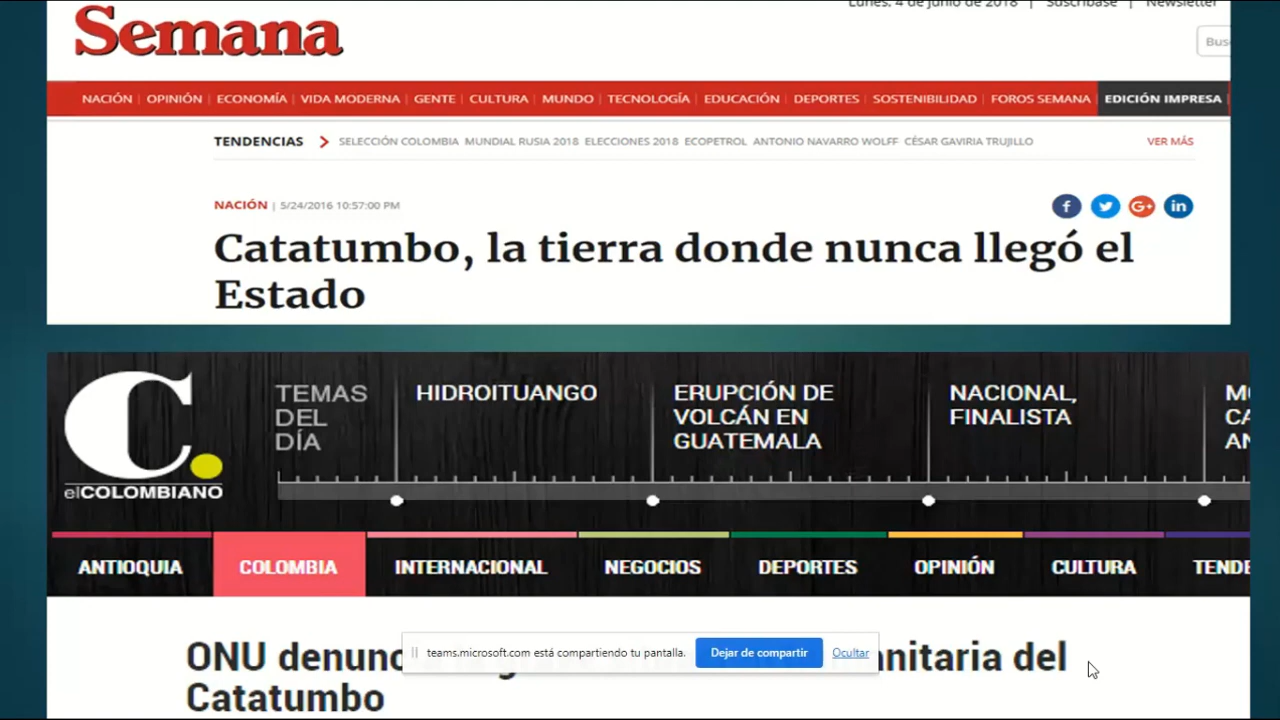 Lunes, 4 de junio de 2018 | Suscríbase | Newsletter
Semana
Bus
NACIÓN | OPINIÓN | ECONOMÍA | VIDA MODERNA | GENTE | CULTURA | MUNDO | TECNOLOGÍA | EDUCACIÓN | DEPORTES | SOSTENIBILIDAD | FOROS SEMANA | EDICIÓN IMPRESA
TENDENCIAS SELECCIÓN COLOMBIA MUNDIAL RUSIA 2018 ELECCIONES 2018 ECOPETROL ANTONIO NAVARRO WOLFF CÉSAR GAVIRIA TRUJILLO VER MÁS
NACIÓN | 5/24/2016 10:57:00 PM
f G+ in
Catatumbo, la tierra donde nunca llegó el
Estado
C.
elCOLOMBIANO
TEMAS
DEL
DÍA
HIDROITUANGO
ERUPCIÓN DE
VOLCÁN EN
GUATEMALA
NACIONAL,
FINALISTA
ANTIOQUIA COLOMBIA INTERNACIONAL NEGOCIOS DEPORTES OPINIÓN CULTURA TENDE
ONU denunc anitaria del
Catatumbo
teams.microsoft.com está compartiendo tu pantalla. Dejar de compartir Ocultar